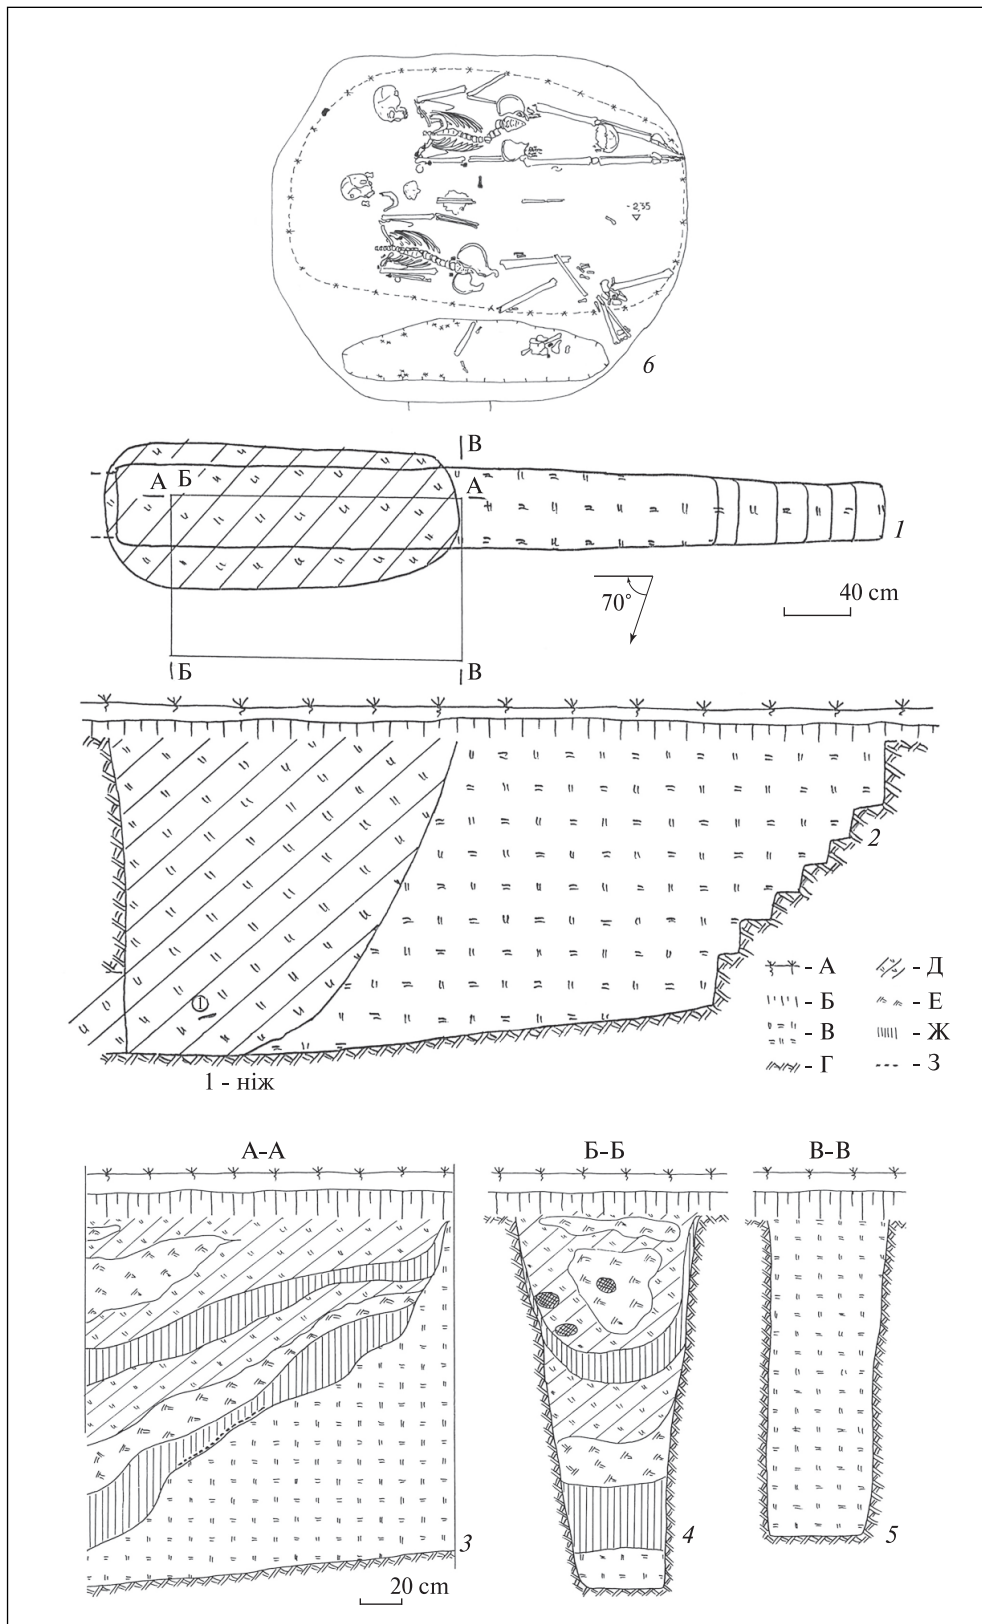 - 2,35
6
В
А Б А
1
70°
40 cm
Б В
2
- А - Д
- Б - Е
- В - Ж
- Г - З
1
1 - ніж
А-А Б-Б В-В
3 4 5
20 cm